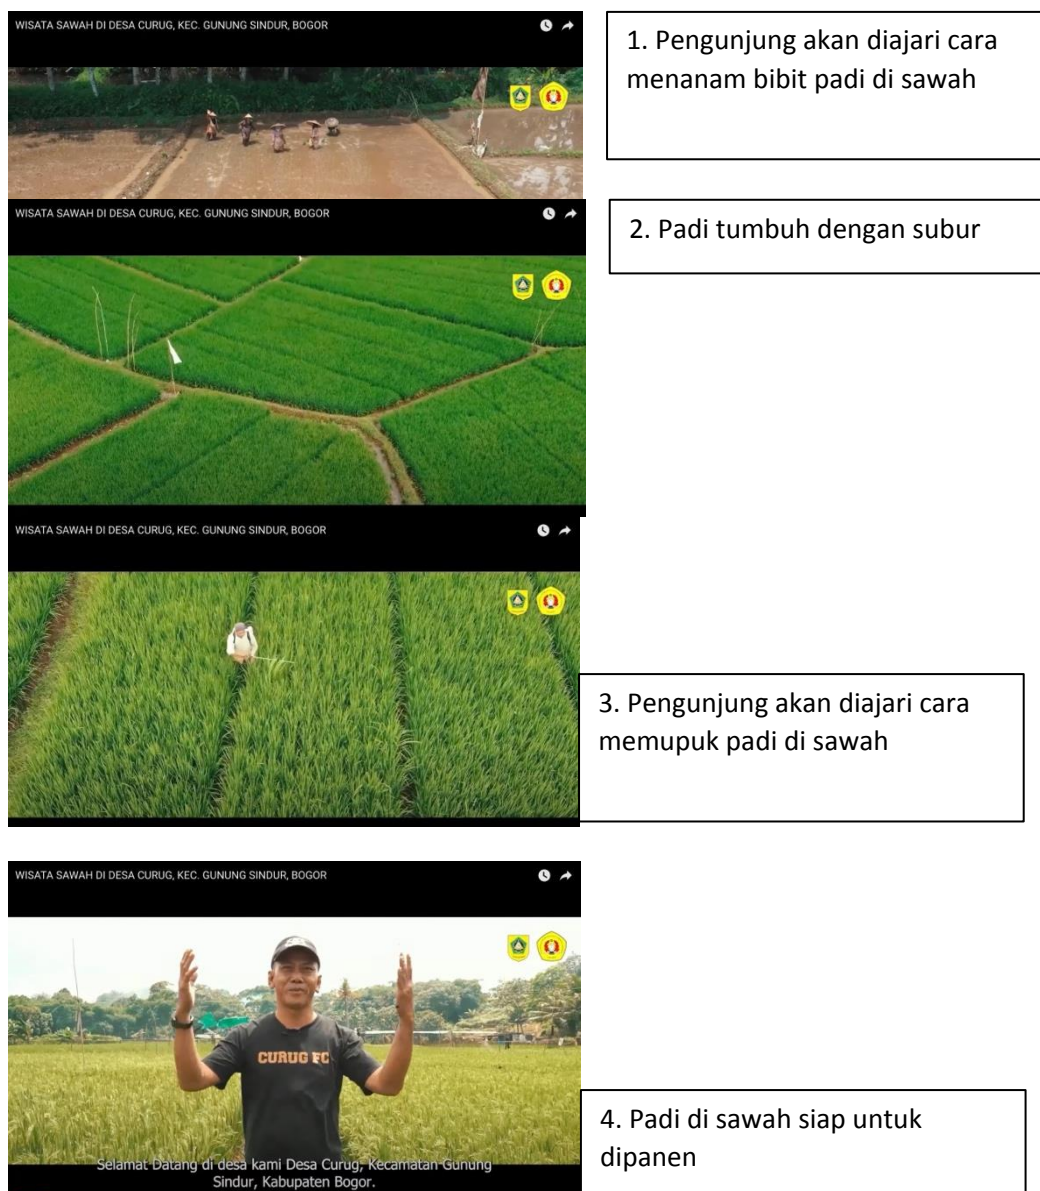 WISATA SAWAH DI DESA CURUG, KEC. GUNUNG SINDUR, BOGOR
1. Pengunjung akan diajari cara
menanam bibit padi di sawah
WISATA SAWAH DI DESA CURUG, KEC. GUNUNG SINDUR, BOGOR
2. Padi tumbuh dengan subur
WISATA SAWAH DI DESA CURUG, KEC. GUNUNG SINDUR, BOGOR
3. Pengunjung akan diajari cara
memupuk padi di sawah
WISATA SAWAH DI DESA CURUG, KEC. GUNUNG SINDUR, BOGOR
CURUG FC
Selamat Datang di desa kami Desa Curug, Kecamatan Gunung
Sindur, Kabupaten Bogor.
4. Padi di sawah siap untuk
dipanen